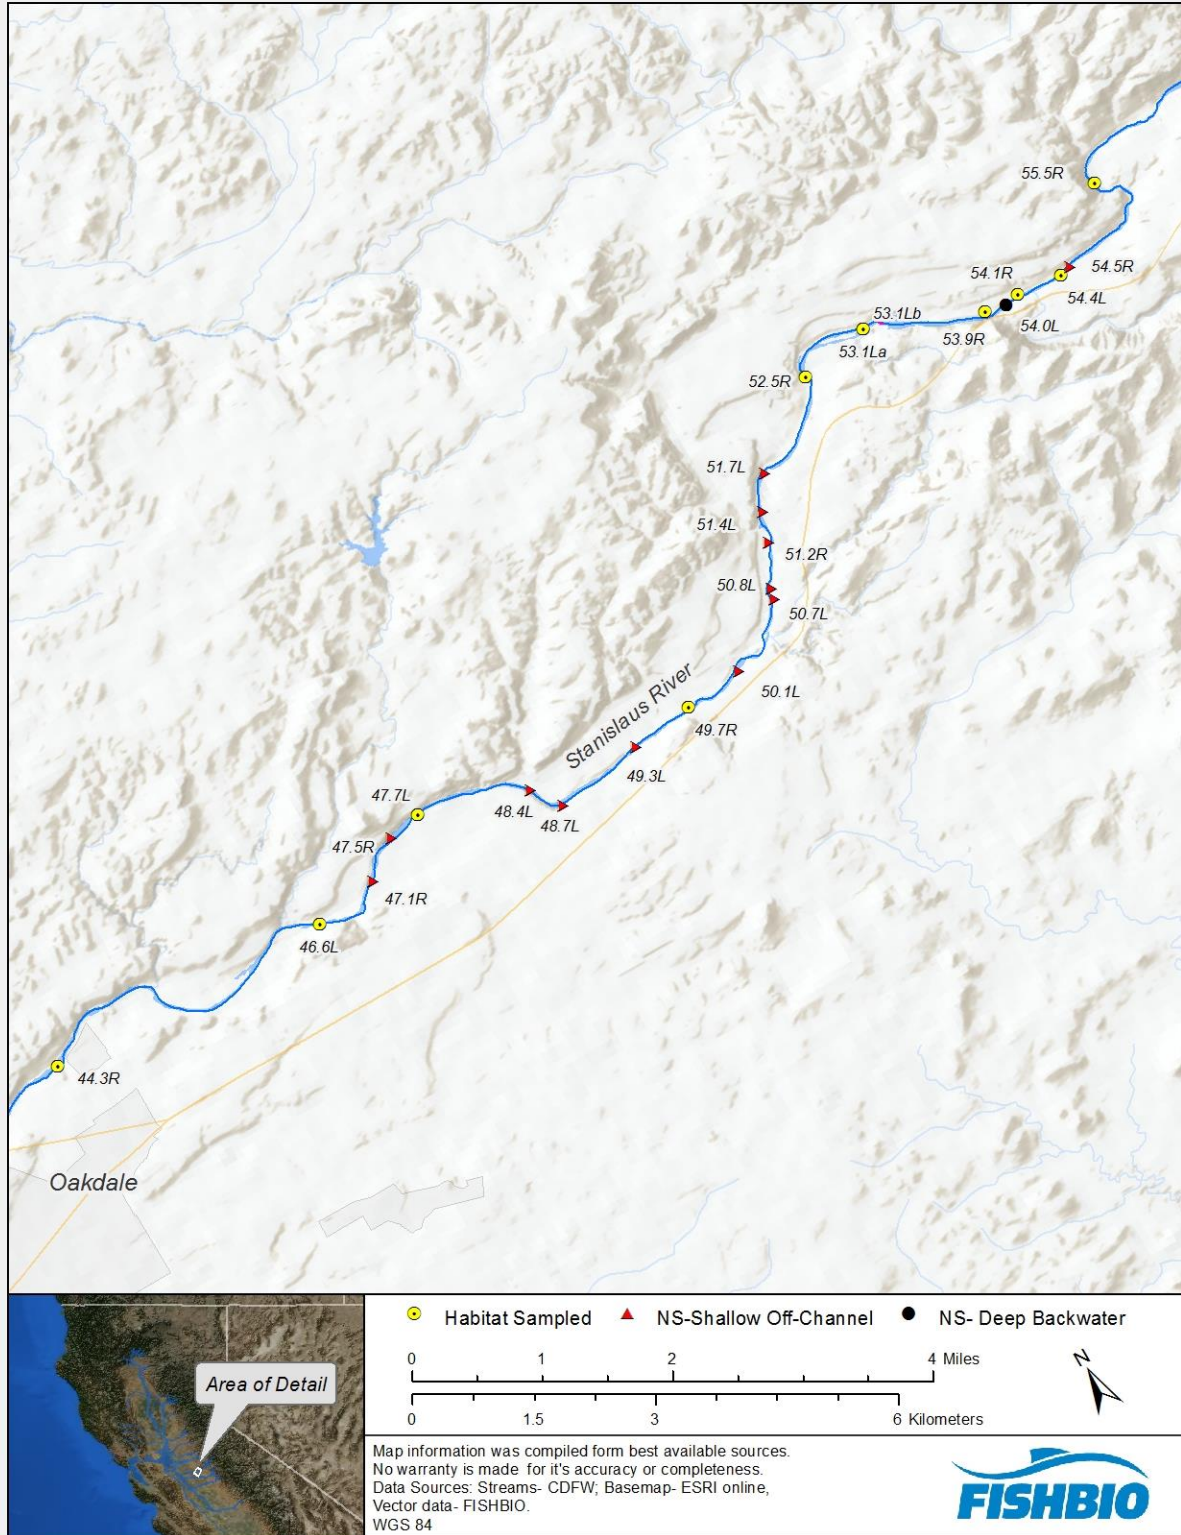 55.5R
54.1R
54.5R
54.4L
53.1Lb
54.0L
53.9R
53.1La
52.5R
51.7L
51.4L
51.2R
50.8L
50.7L
50.1L
Stanislaus River
49.7R
49.3L
47.7L
48.4L
48.7L
47.5R
47.1R
46.6L
44.3R
Oakdale
Area of Detail
Habitat Sampled NS-Shallow Off-Channel NS- Deep Backwater
0 1 2 4 Miles
0 1.5 3 6 Kilometers
N
Map information was compiled form best available sources.
No warranty is made for it's accuracy or completeness.
Data Sources: Streams- CDFW; Basemap- ESRI online,
Vector data- FISHBIO.
WGS 84
FISHBIO